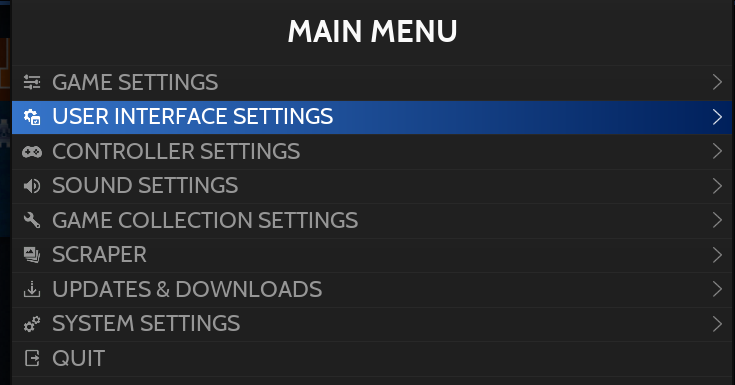 MAIN MENU
GAME SETTINGS
USER INTERFACE SETTINGS
CONTROLLER SETTINGS
SOUND SETTINGS
GAME COLLECTION SETTINGS
SCRAPER
UPDATES & DOWNLOADS
SYSTEM SETTINGS
QUIT